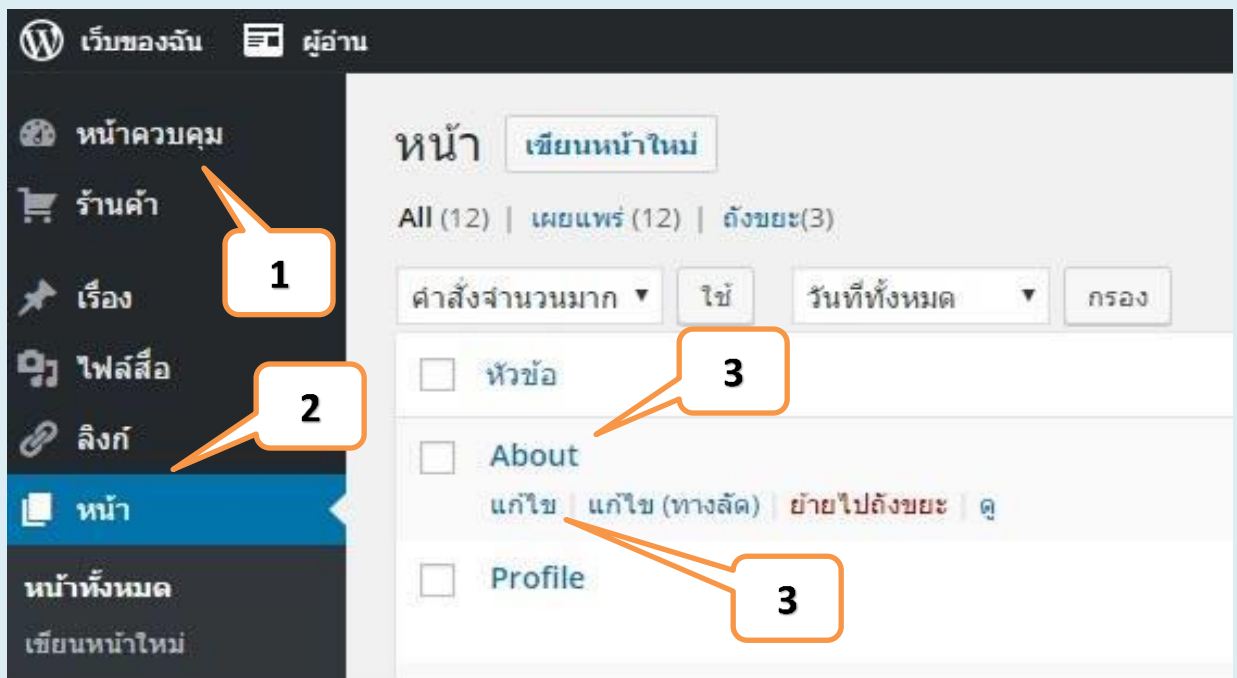 เว็บของฉัน ผู้อ่าน
หน้าควบคุม
ร้านค้า
1
เรื่อง
ไฟล์สื่อ
2
ลิงก์
หน้า
หน้าทั้งหมด
เขียนหน้าใหม่
หน้า เขียนหน้าใหม่
All (12) | เผยแพร่ (12) | ถังขยะ(3)
คำสั่งจำนวนมาก ใช้ วันที่ทั้งหมด กรอง
หัวข้อ
3
About
แก้ไข | แก้ไข (ทางลัด) | ย้ายไปถังขยะ | ดู
Profile
3